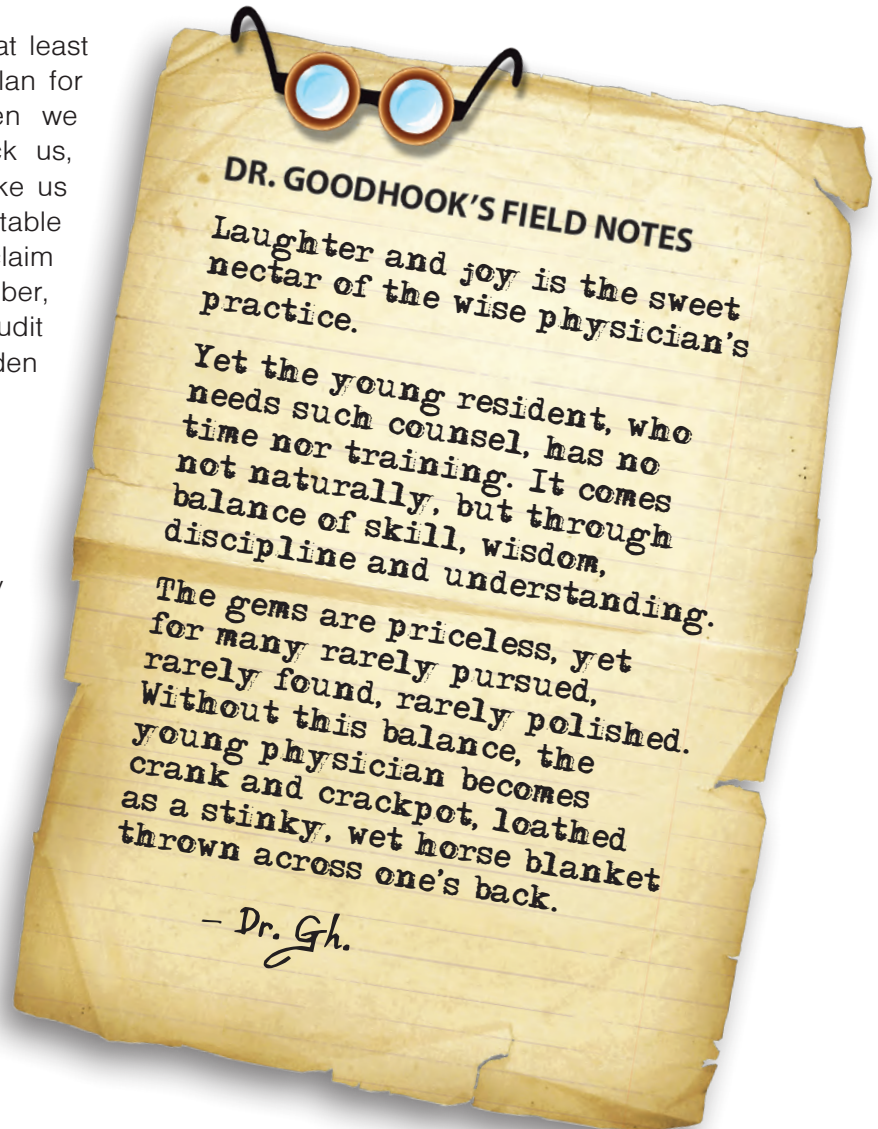 at least
lan for
en we
ck us,
ke us
table
claim
ber,
udit
den
y
DR. GOODHOOK'S FIELD NOTES
Laughter and joy is the sweet
nectar of the wise physician's
practice.
Yet the young resident, who
needs such counsel, has no
time nor training. It comes
not naturally, but through
balance of skill, wisdom,
discipline and understanding.
The gems are priceless, yet
for many rarely pursued,
rarely found, rarely polished.
Without this balance, the
young physician becomes
crank and crackpot, loathed
as a stinky, wet horse blanket
thrown across one's back.
– Dr. Gh.